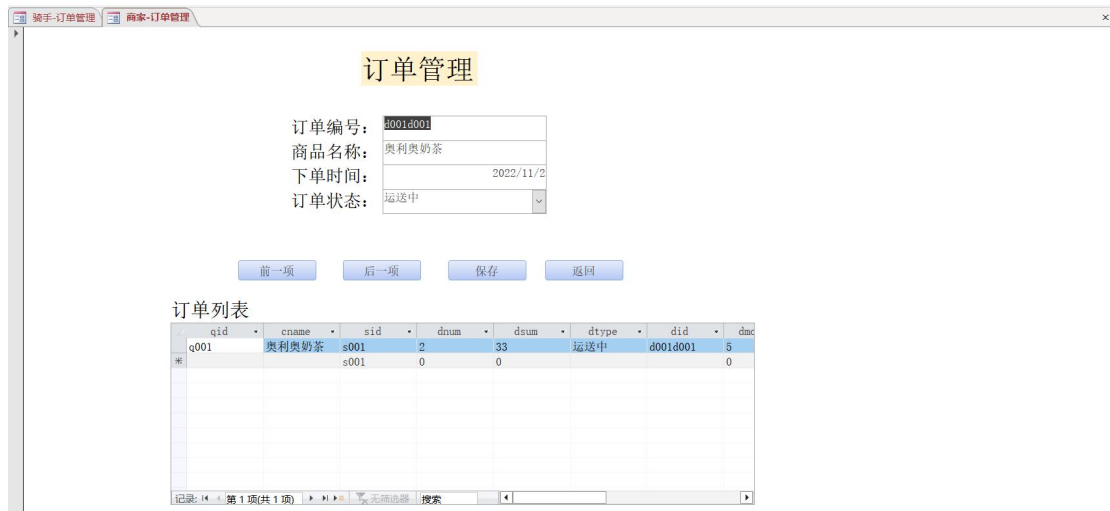 骑手-订单管理 商家-订单管理
订单管理
订单编号： d001d001
商品名称： 奥利奥奶茶
下单时间： 2022/11/2
订单状态： 运送中
前一项 后一项 保存 返回
订单列表
qid cname sid dnum dsum dtype did
q001 奥利奥奶茶 s001 2 33 运送中 d001d001 5
s001 0 0 0
记录: 第 1 项(共 1 项) 无筛选器 搜索